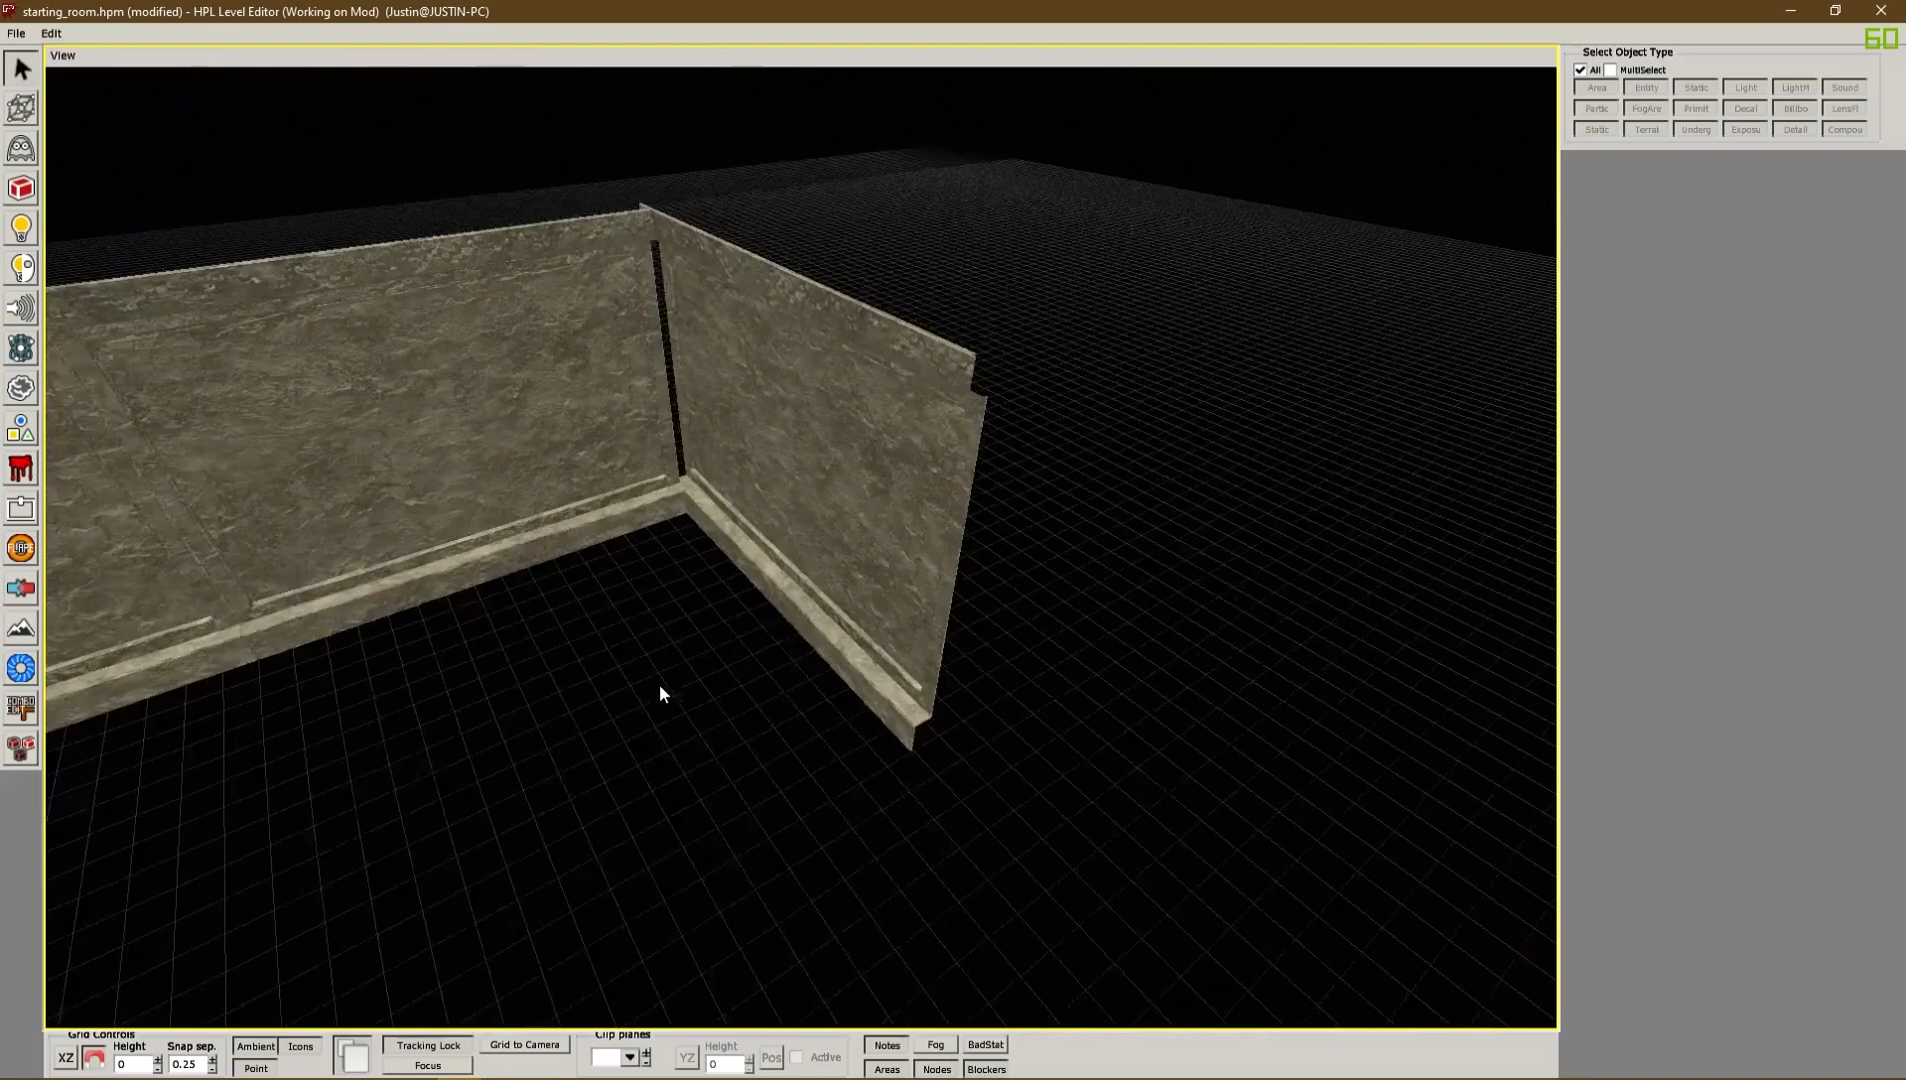 starting_room.hpm (modified) - HPL Level Editor (Working on Mod)  (Justin@JUSTIN-PC)
File Edit
60
View
Select Object Type
All MultiSelect
Area Entity Static Light LightM Sound
Partic FogAre Primit Decal Billbo LensFl
Static Terrai Underg Exposu Detail Compou
FLARE
COMBO
Grid Controls
Clip planes
XZ Height Snap sep.
0 0.25
Ambient Icons
Point
Tracking Lock
Focus
Grid to Camera
YZ Height
0 Pos Active
Notes Fog BadStat
Areas Nodes Blockers